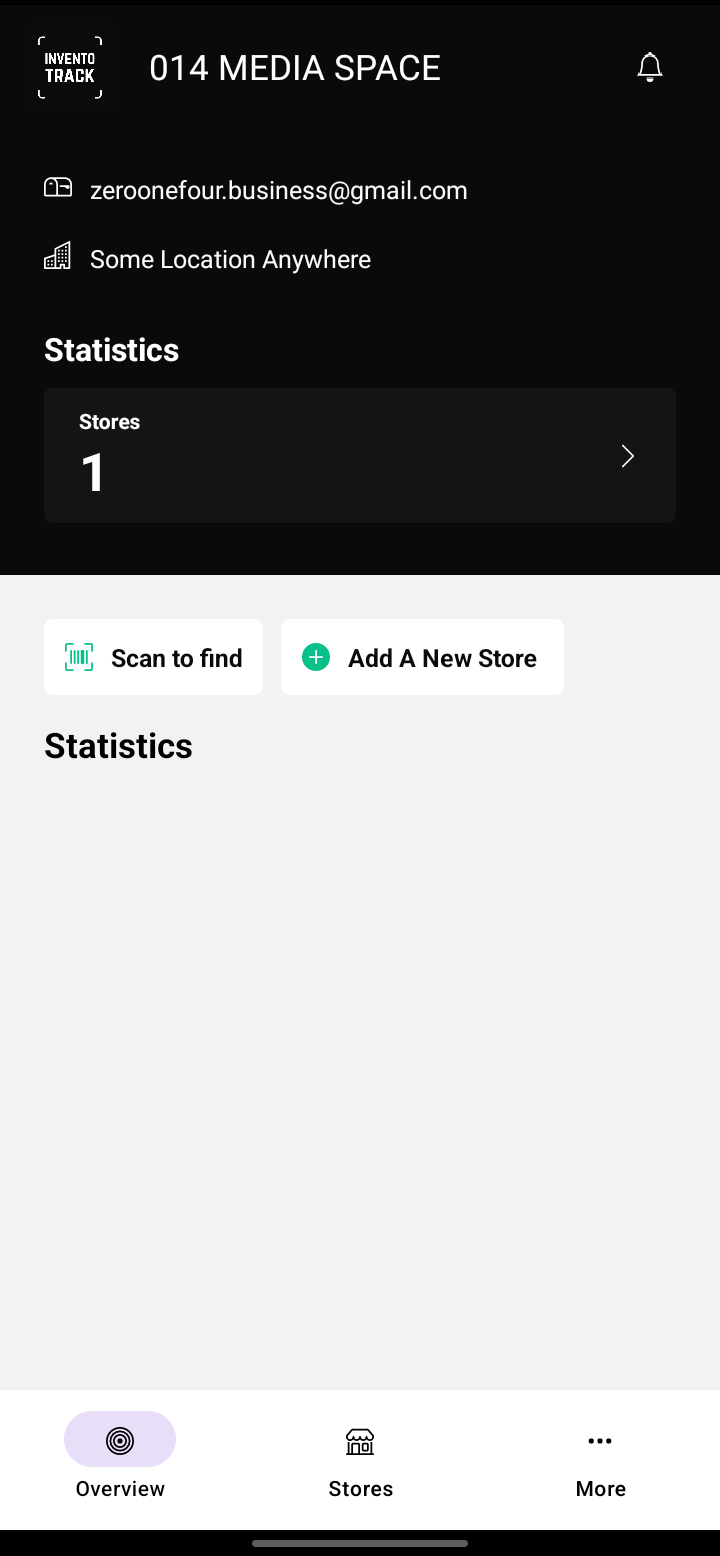 INVENTO
TRACK
014 MEDIA SPACE
zeroonefour.business@gmail.com
Some Location Anywhere
Statistics
Stores
1
Scan to find
Add A New Store
Statistics
Overview
Stores
More